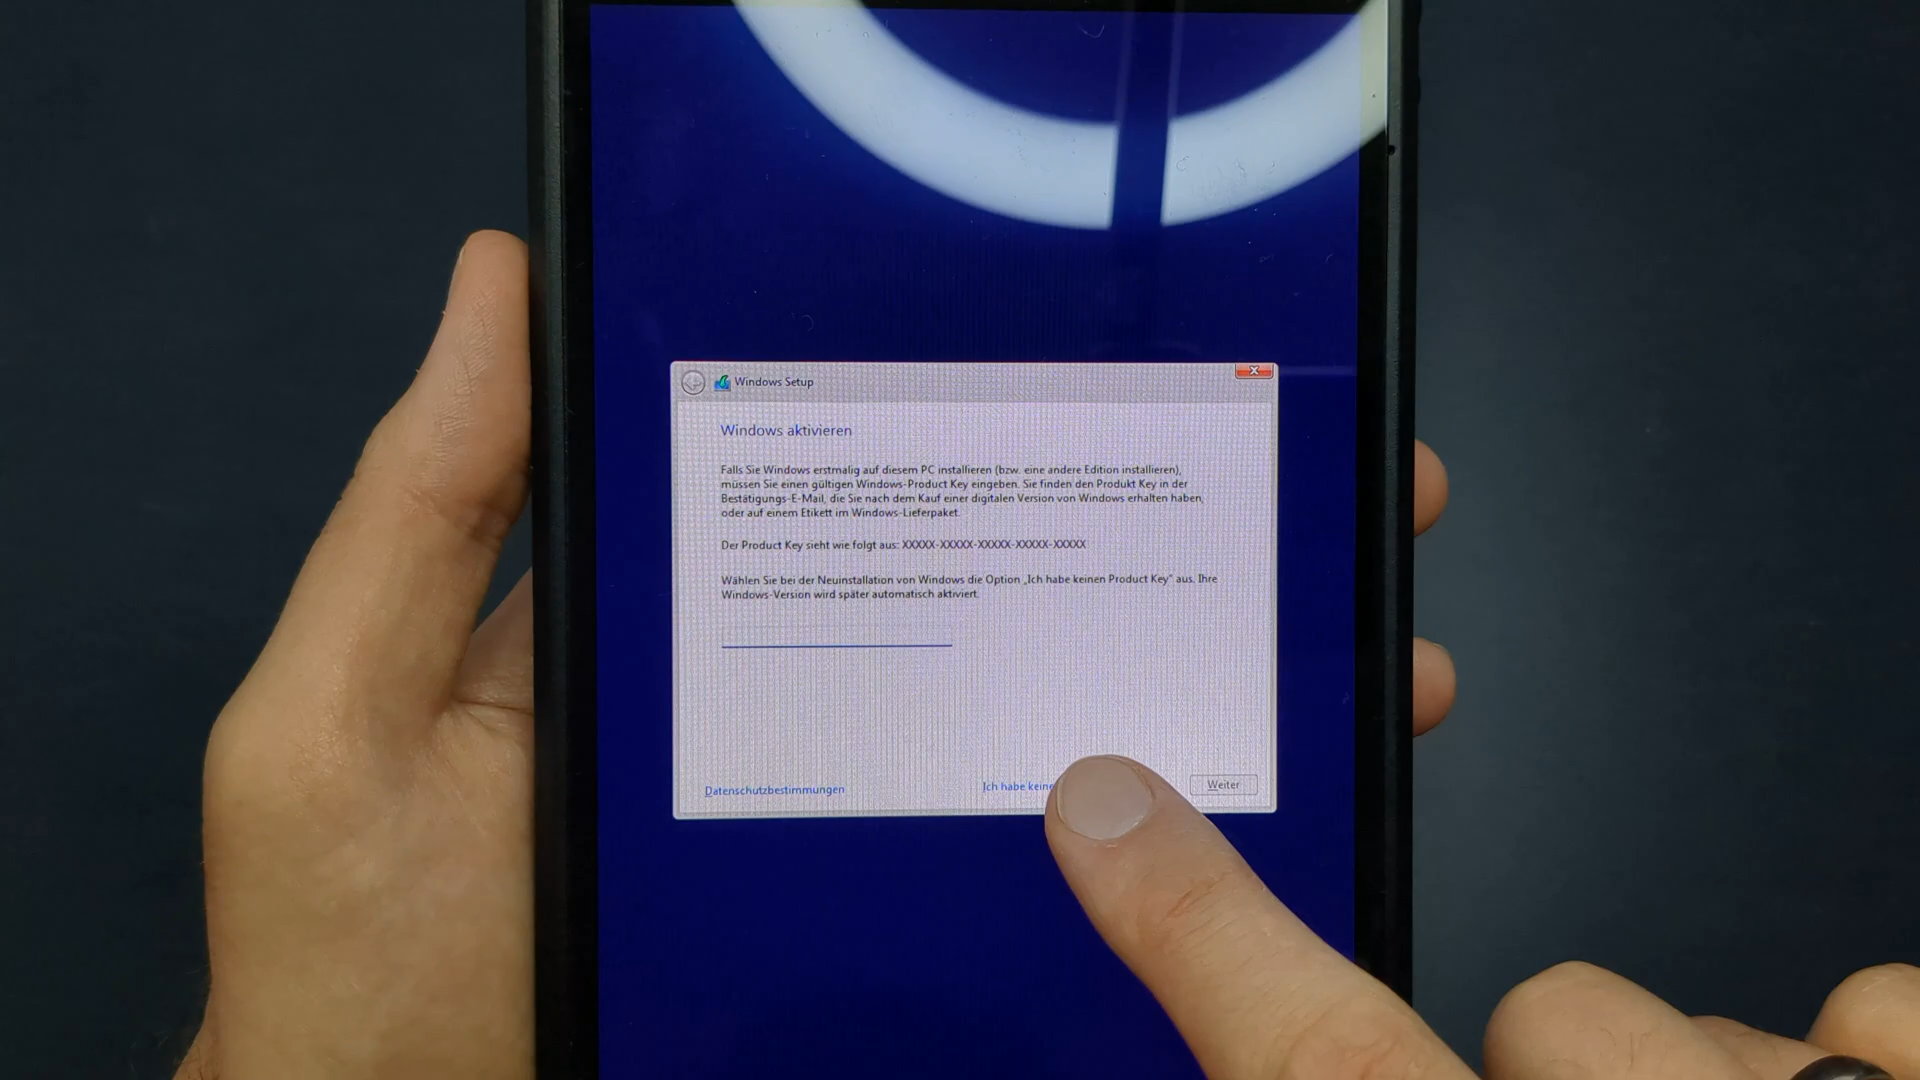 Windows Setup
Windows aktivieren
Falls Sie Windows erstmalig auf diesem PC installieren (bzw. eine andere Edition installieren),
müssen Sie einen gültigen Windows-Product Key eingeben. Sie finden den Produkt Key in der
Bestätigungs-E-Mail, die Sie nach dem Kauf einer digitalen Version von Windows erhalten haben,
oder auf einem Etikett im Windows-Lieferpaket.
Der Product Key sieht wie folgt aus: XXXXX-XXXXX-XXXXX-XXXXX-XXXXX
Wählen Sie bei der Neuinstallation von Windows die Option „Ich habe keinen Product Key" aus. Ihre
Windows-Version wird später automatisch aktiviert.
Datenschutzbestimmungen
Ich habe keine
Weiter